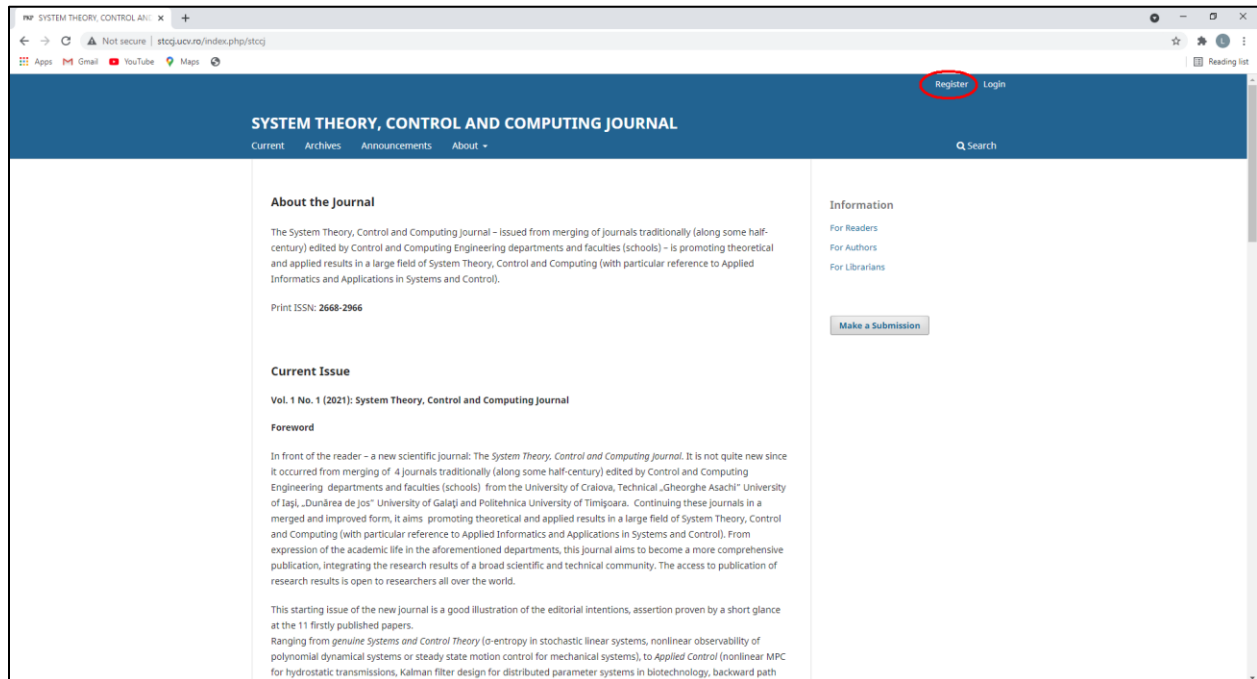 SYSTEM THEORY, CONTROL ANI
Not secure | stccj.ucv.ro/index.php/stccj
Apps Gmail YouTube Maps Reading list
Register Login
SYSTEM THEORY, CONTROL AND COMPUTING JOURNAL
Current Archives Announcements About Search
About the Journal
The System Theory, Control and Computing Journal – issued from merging of journals traditionally (along some half-
century) edited by Control and Computing Engineering departments and faculties (schools) – is promoting theoretical
and applied results in a large field of System Theory, Control and Computing (with particular reference to Applied
Informatics and Applications in Systems and Control).
Print ISSN: 2668-2966
Information
For Readers
For Authors
For Librarians
Make a Submission
Current Issue
Vol. 1 No. 1 (2021): System Theory, Control and Computing Journal
Foreword
In front of the reader – a new scientific journal: The System Theory, Control and Computing Journal. It is not quite new since
it occurred from merging of 4 journals traditionally (along some half-century) edited by Control and Computing
Engineering departments and faculties (schools) from the University of Craiova, Technical „Gheorghe Asachi" University
of Iaşi, „Dunărea de Jos" University of Galaţi and Politehnica University of Timişoara. Continuing these journals in a
merged and improved form, it aims promoting theoretical and applied results in a large field of System Theory, Control
and Computing (with particular reference to Applied Informatics and Applications in Systems and Control). From
expression of the academic life in the aforementioned departments, this journal aims to become a more comprehensive
publication, integrating the research results of a broad scientific and technical community. The access to publication of
research results is open to researchers all over the world.
This starting issue of the new journal is a good illustration of the editorial intentions, assertion proven by a short glance
at the 11 firstly published papers.
Ranging from genuine Systems and Control Theory (σ-entropy in stochastic linear systems, nonlinear observability of
polynomial dynamical systems or steady state motion control for mechanical systems), to Applied Control (nonlinear MPC
for hydrostatic transmissions, Kalman filter design for distributed parameter systems in biotechnology, backward path